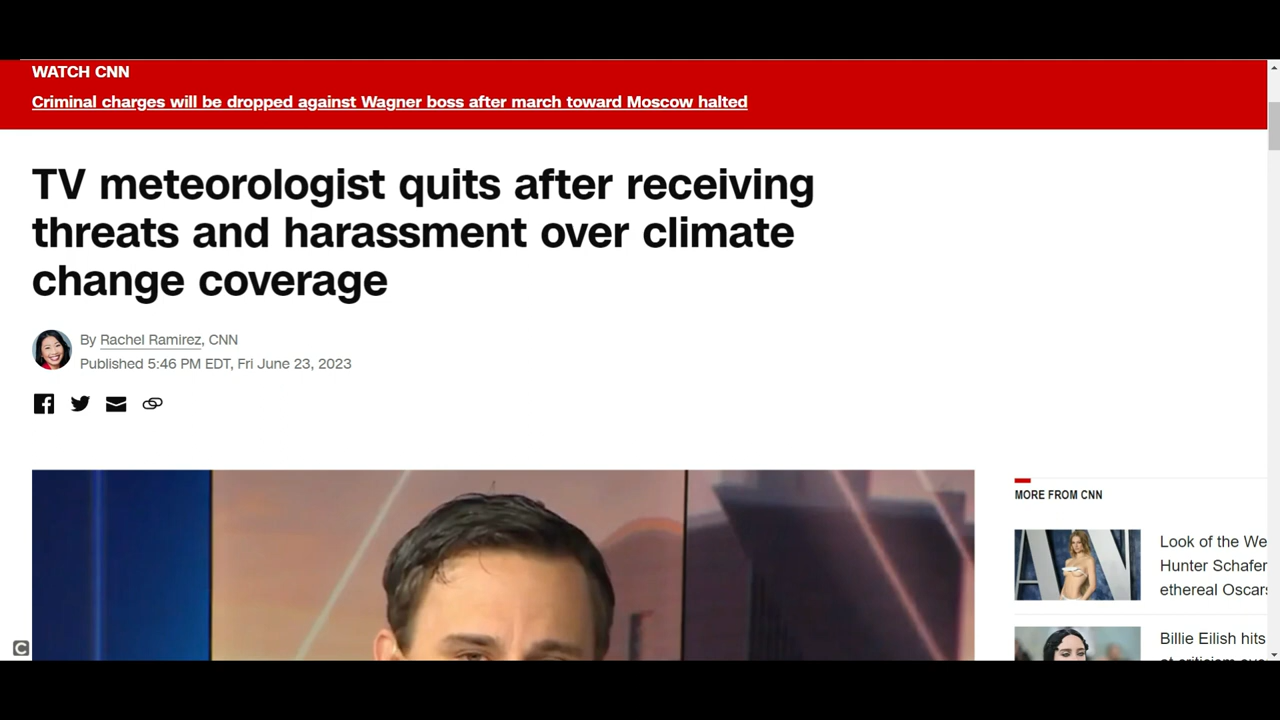 WATCH CNN
Criminal charges will be dropped against Wagner boss after march toward Moscow halted
TV meteorologist quits after receiving
threats and harassment over climate
change coverage
By Rachel Ramirez, CNN
Published 5:46 PM EDT, Fri June 23, 2023
MORE FROM CNN
Look of the We
Hunter Schafer
ethereal Oscar
Billie Eilish hits
C